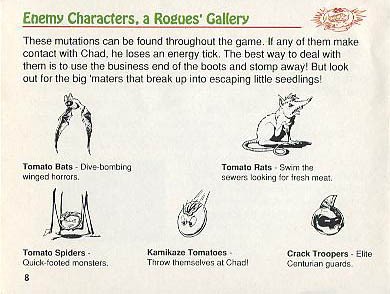 Enemy Characters, a Rogues' Gallery
These mutations can be found throughout the game. If any of them make
contact with Chad, he loses an energy tick. The best way to deal with
them is to use the business end of the boots and stomp away! But look
out for the big 'maters that break up into escaping little seedlings!
Tomato Bats - Dive-bombing
winged horrors.
Tomato Rats - Swim the
sewers looking for fresh meat.
Tomato Spiders -
Quick-footed monsters.
Kamikaze Tomatoes -
Throw themselves at Chad!
Crack Troopers - Elite
Centurian guards.
8